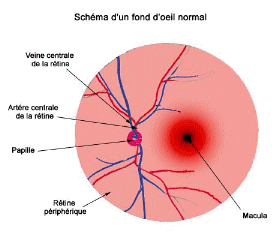 Schéma d'un fond d'oeil normal
Veine centrale
de la rétine
Artère centrale
de la rétine
Papille
Rétine
périphérique
Macula